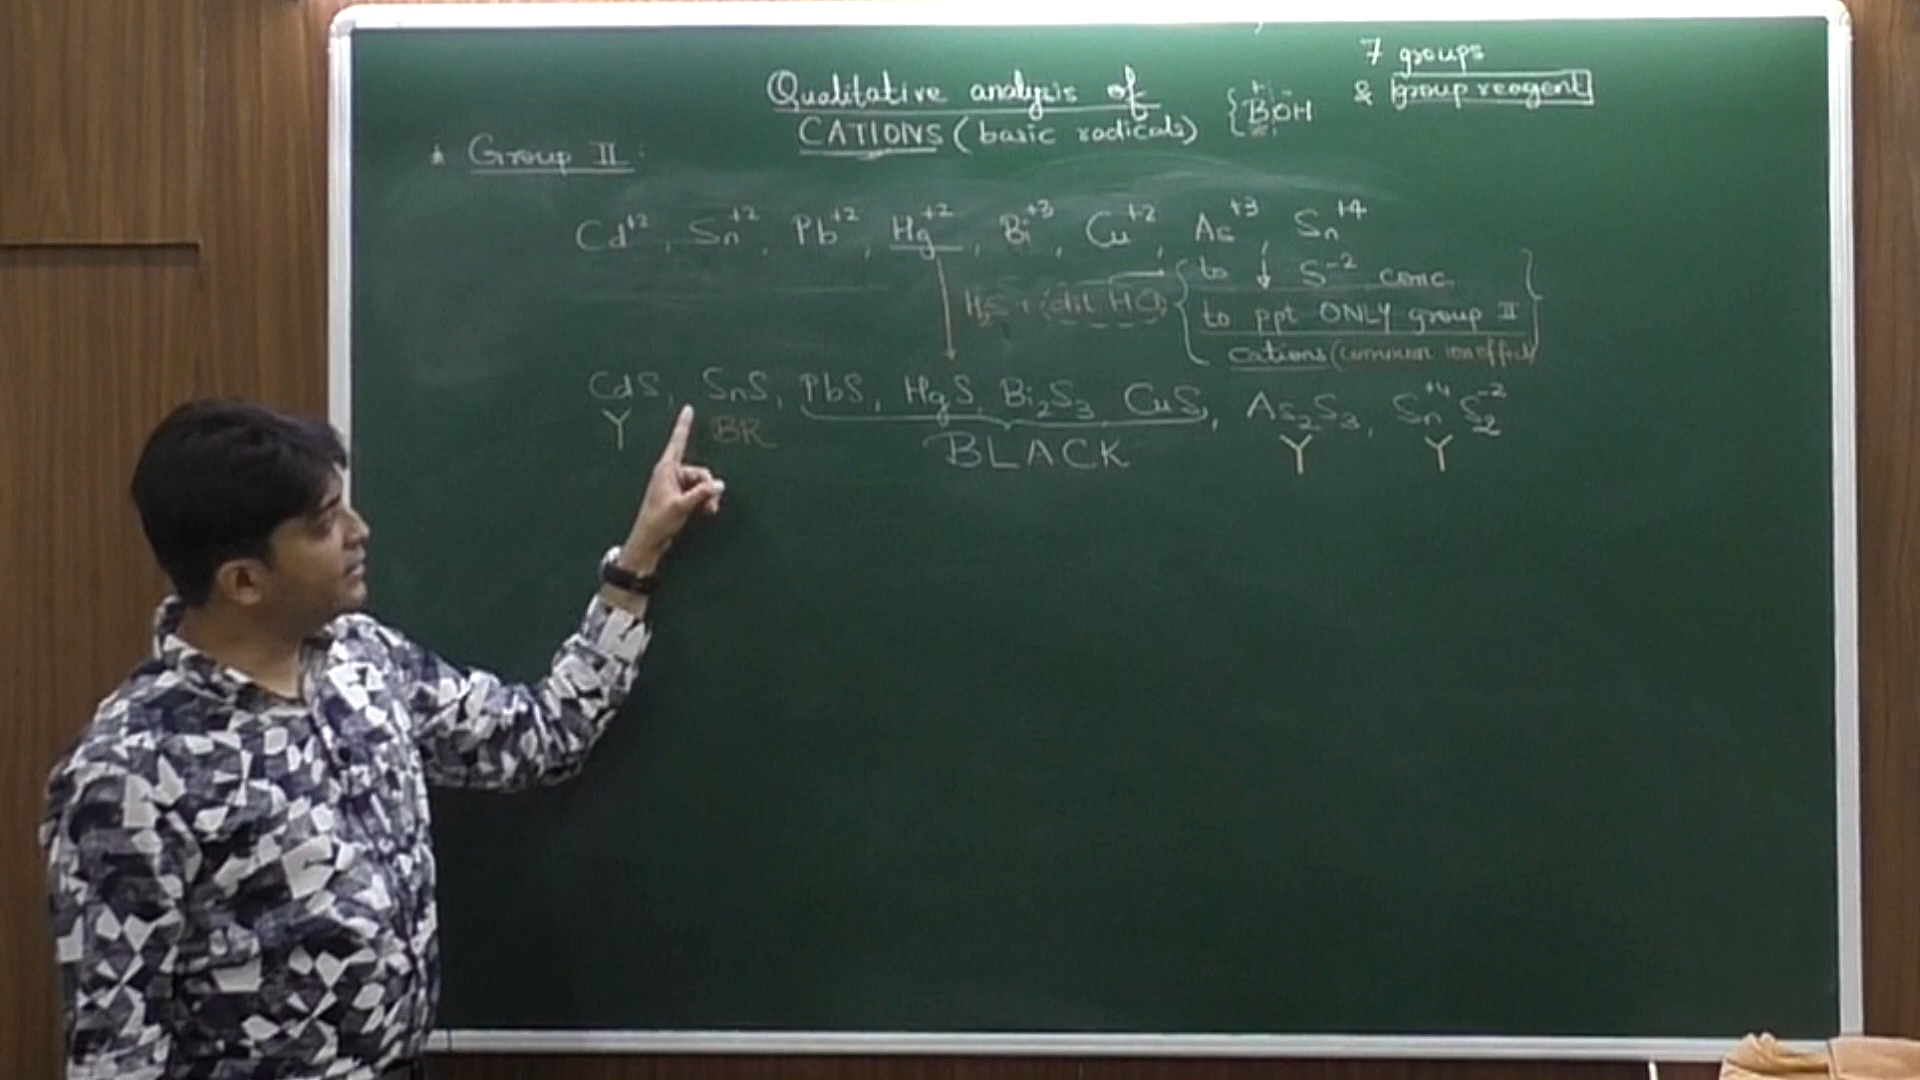 7 groups
& group reagent
Qualitative analysis of
CATIONS (basic radicals) {B⁺OH⁻
* Group II :
Cd⁺², Sn⁺², Pb⁺², Hg⁺², Bi⁺³, Cu⁺², As⁺³, Sn⁺⁴
H₂S + (dil HCl) → { to ↓ S⁻² conc.
to ppt ONLY group II
cations (common ion effect) }
CdS, SnS, PbS, HgS, Bi₂S₃, CuS, As₂S₃, Sn⁺⁴S₂⁻²
Y BR BLACK Y Y